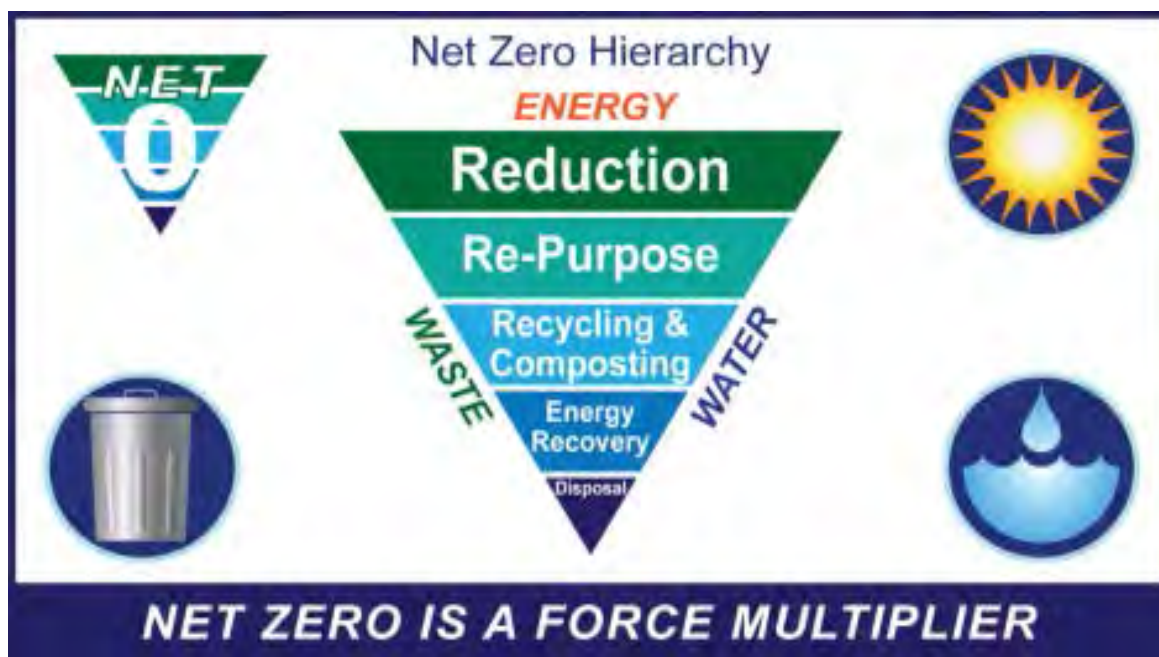 Net Zero Hierarchy
N-E-T
0
ENERGY
Reduction
Re-Purpose
Recycling &
Composting
Energy
Recovery
Disposal
WASTE
WATER
NET ZERO IS A FORCE MULTIPLIER